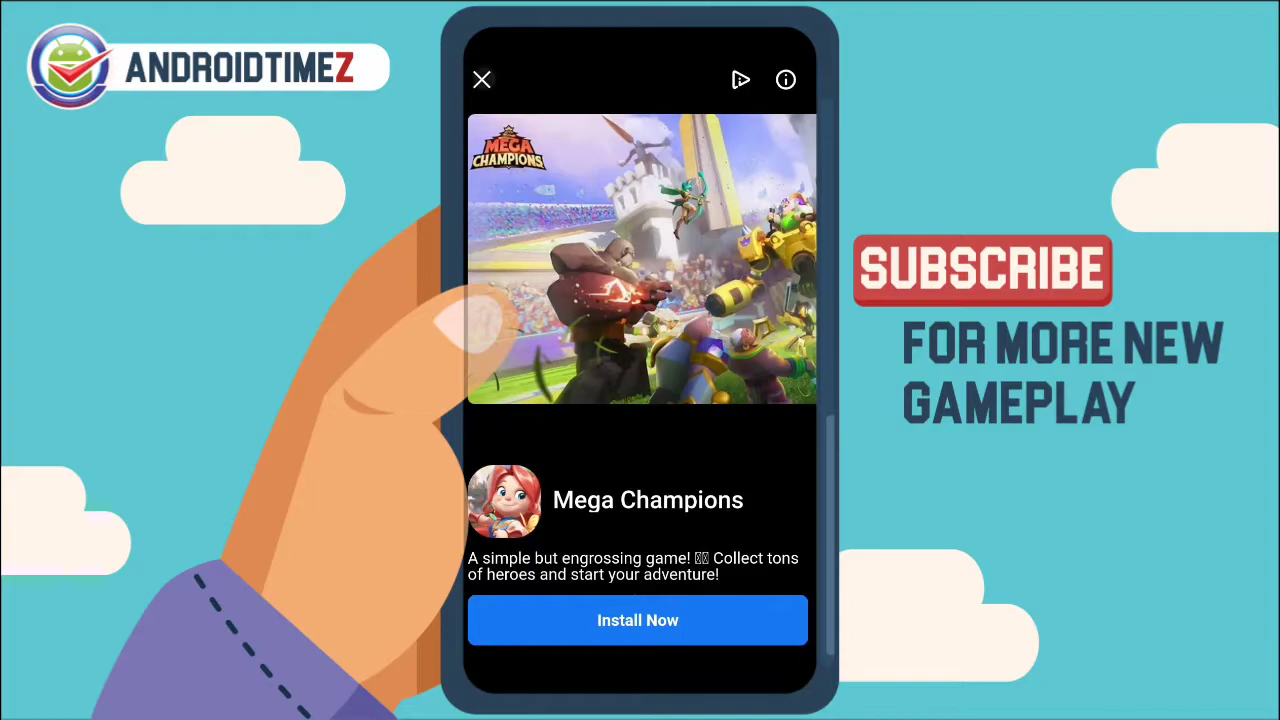 ANDROIDTIMEZ
MEGA
CHAMPIONS
SUBSCRIBE
FOR MORE NEW
GAMEPLAY
Mega Champions
A simple but engrossing game! Collect tons
of heroes and start your adventure!
Install Now